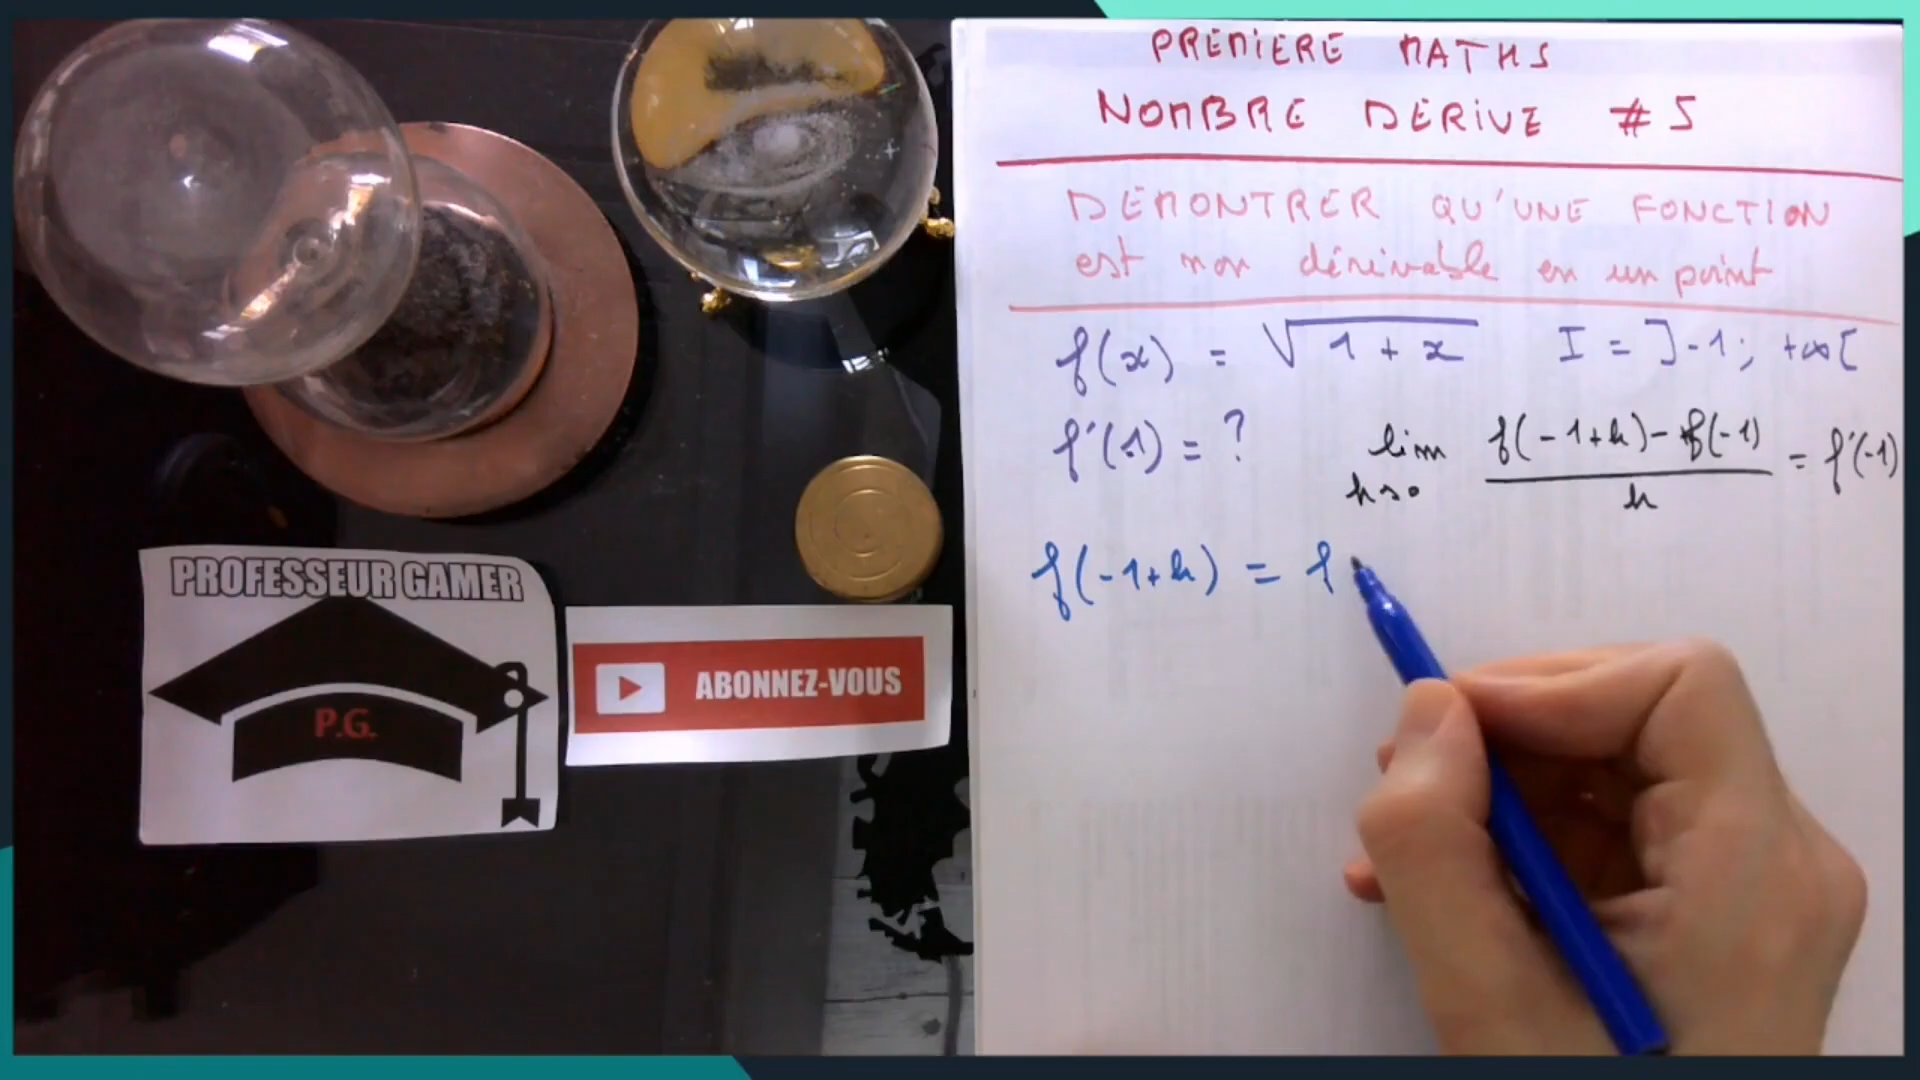 PREMIERE MATHS
NOMBRE DERIVE #5
DEMONTRER QU'UNE FONCTION
est non dérivable en un point
f(x) = √1+x I = ]-1; +∞[
f'(-1) = ? lim h→0 f(-1+h)-f(-1) / h = f'(-1)
f(-1+h) = f
PROFESSEUR GAMER
P.G.
ABONNEZ-VOUS